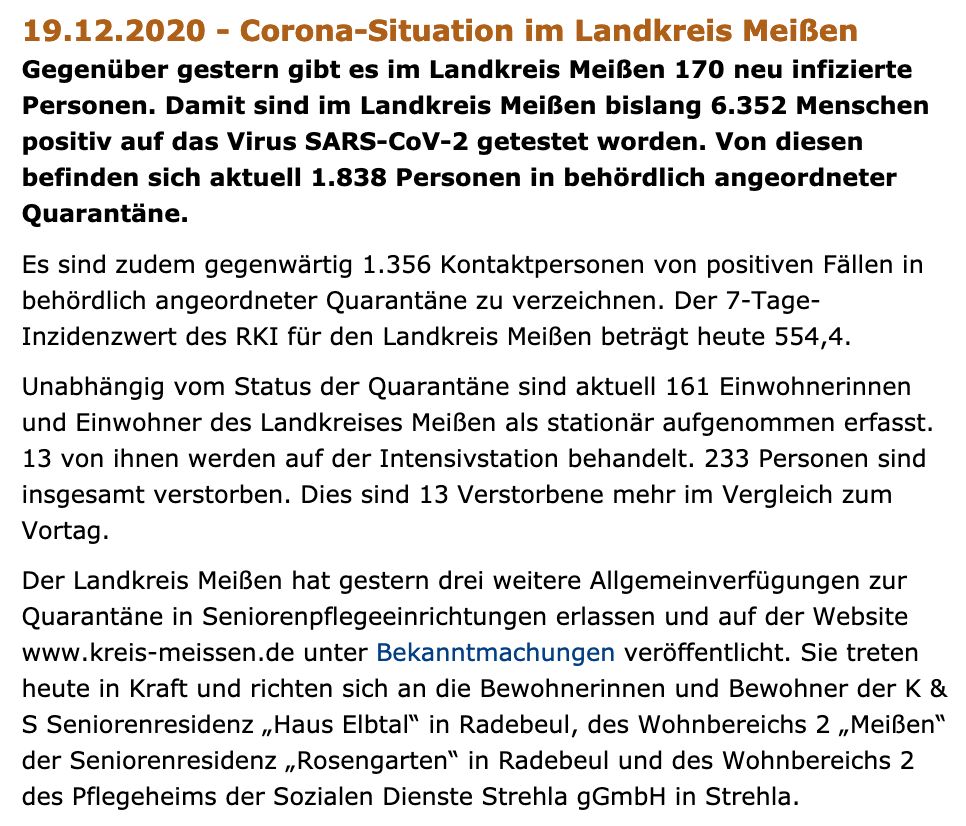 19.12.2020 - Corona-Situation im Landkreis Meißen
Gegenüber gestern gibt es im Landkreis Meißen 170 neu infizierte
Personen. Damit sind im Landkreis Meißen bislang 6.352 Menschen
positiv auf das Virus SARS-CoV-2 getestet worden. Von diesen
befinden sich aktuell 1.838 Personen in behördlich angeordneter
Quarantäne.
Es sind zudem gegenwärtig 1.356 Kontaktpersonen von positiven Fällen in
behördlich angeordneter Quarantäne zu verzeichnen. Der 7-Tage-
Inzidenzwert des RKI für den Landkreis Meißen beträgt heute 554,4.
Unabhängig vom Status der Quarantäne sind aktuell 161 Einwohnerinnen
und Einwohner des Landkreises Meißen als stationär aufgenommen erfasst.
13 von ihnen werden auf der Intensivstation behandelt. 233 Personen sind
insgesamt verstorben. Dies sind 13 Verstorbene mehr im Vergleich zum
Vortag.
Der Landkreis Meißen hat gestern drei weitere Allgemeinverfügungen zur
Quarantäne in Seniorenpflegeeinrichtungen erlassen und auf der Website
www.kreis-meissen.de unter Bekanntmachungen veröffentlicht. Sie treten
heute in Kraft und richten sich an die Bewohnerinnen und Bewohner der K &
S Seniorenresidenz „Haus Elbtal“ in Radebeul, des Wohnbereichs 2 „Meißen“
der Seniorenresidenz „Rosengarten“ in Radebeul und des Wohnbereichs 2
des Pflegeheims der Sozialen Dienste Strehla gGmbH in Strehla.